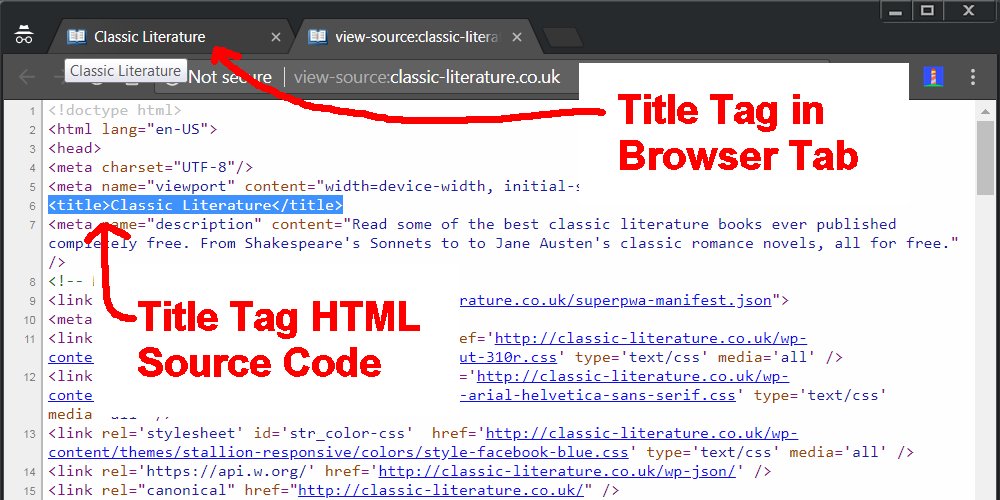 Classic Literature
view-source:classic-litera
Classic Literature
Not secure
view-source:classic-literature.co.uk
Title Tag in
Browser Tab
1 <!doctype html>
2 <html lang="en-US">
3 <head>
4 <meta charset="UTF-8"/>
5 <meta name="viewport" content="width=device-width, initial-s
6 <title>Classic Literature</title>
7 <meta name="description" content="Read some of the best classic literature books ever published
completely free. From Shakespeare's Sonnets to to Jane Austen's classic romance novels, all for free."
/>
8 <!--
9 <link rature.co.uk/superpwa-manifest.json">
10 <meta
Title Tag HTML
Source Code
11 <link ef='http://classic-literature.co.uk/wp-
conte ut-310r.css' type='text/css' media='all' />
12 <link ='http://classic-literature.co.uk/wp-
conte -arial-helvetica-sans-serif.css' type='text/css'
media= all' />
13 <link rel='stylesheet' id='str_color-css' href='http://classic-literature.co.uk/wp-
content/themes/stallion-responsive/colors/style-facebook-blue.css' type='text/css' media='all' />
14 <link rel='https://api.w.org/' href='http://classic-literature.co.uk/wp-json/' />
15 <link rel="canonical" href="http://classic-literature.co.uk/" />